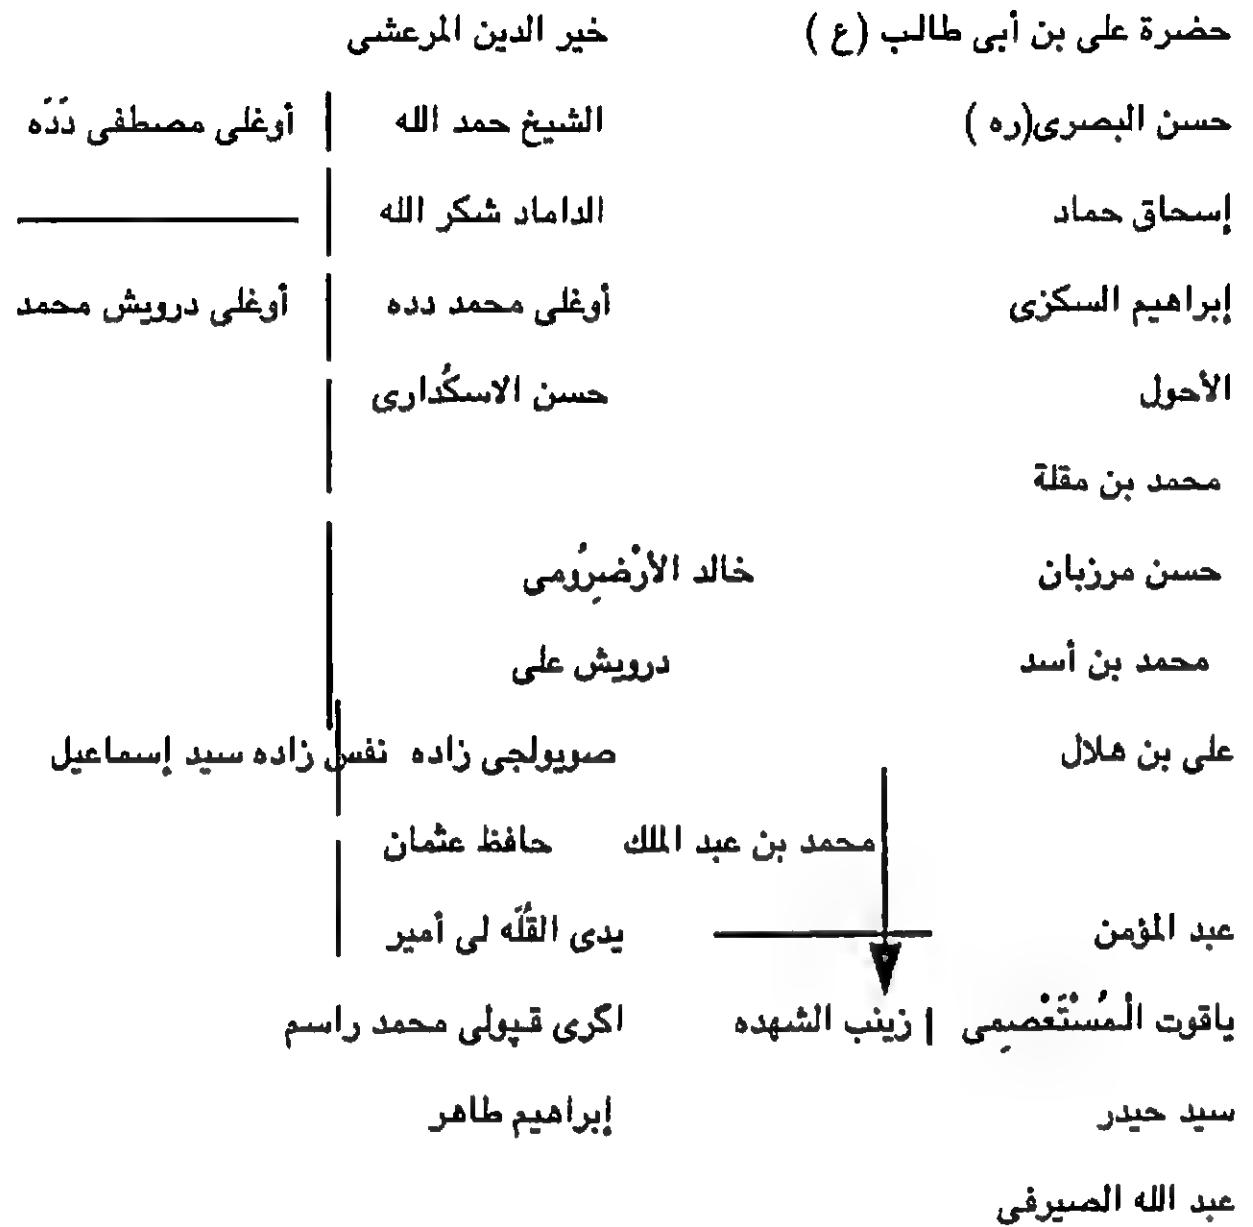 حضرة على بن أبى طالب (ع) خير الدين المرعشى
حسن البصرى(ره) الشيخ حمد الله أوغلى مصطفى دَدَه
إسحاق حماد الداماد شكر الله
إبراهيم السكزى أوغلى محمد دده أوغلى درويش محمد
الأحول حسن الاسكُدارى
محمد بن مقلة
حسن مرزبان خالد الأرْضِرُومى
محمد بن أسد درويش على
على بن هلال صويولجى زاده نفس زاده سيد إسماعيل
محمد بن عبد الملك حافظ عثمان
عبد المؤمن يدى القُلَّه لى أمير
ياقوت الْمُسْتَعْصِمِى زينب الشهده اكرى قپولى محمد راسم
سيد حيدر إبراهيم طاهر
عبد الله الصيرفى